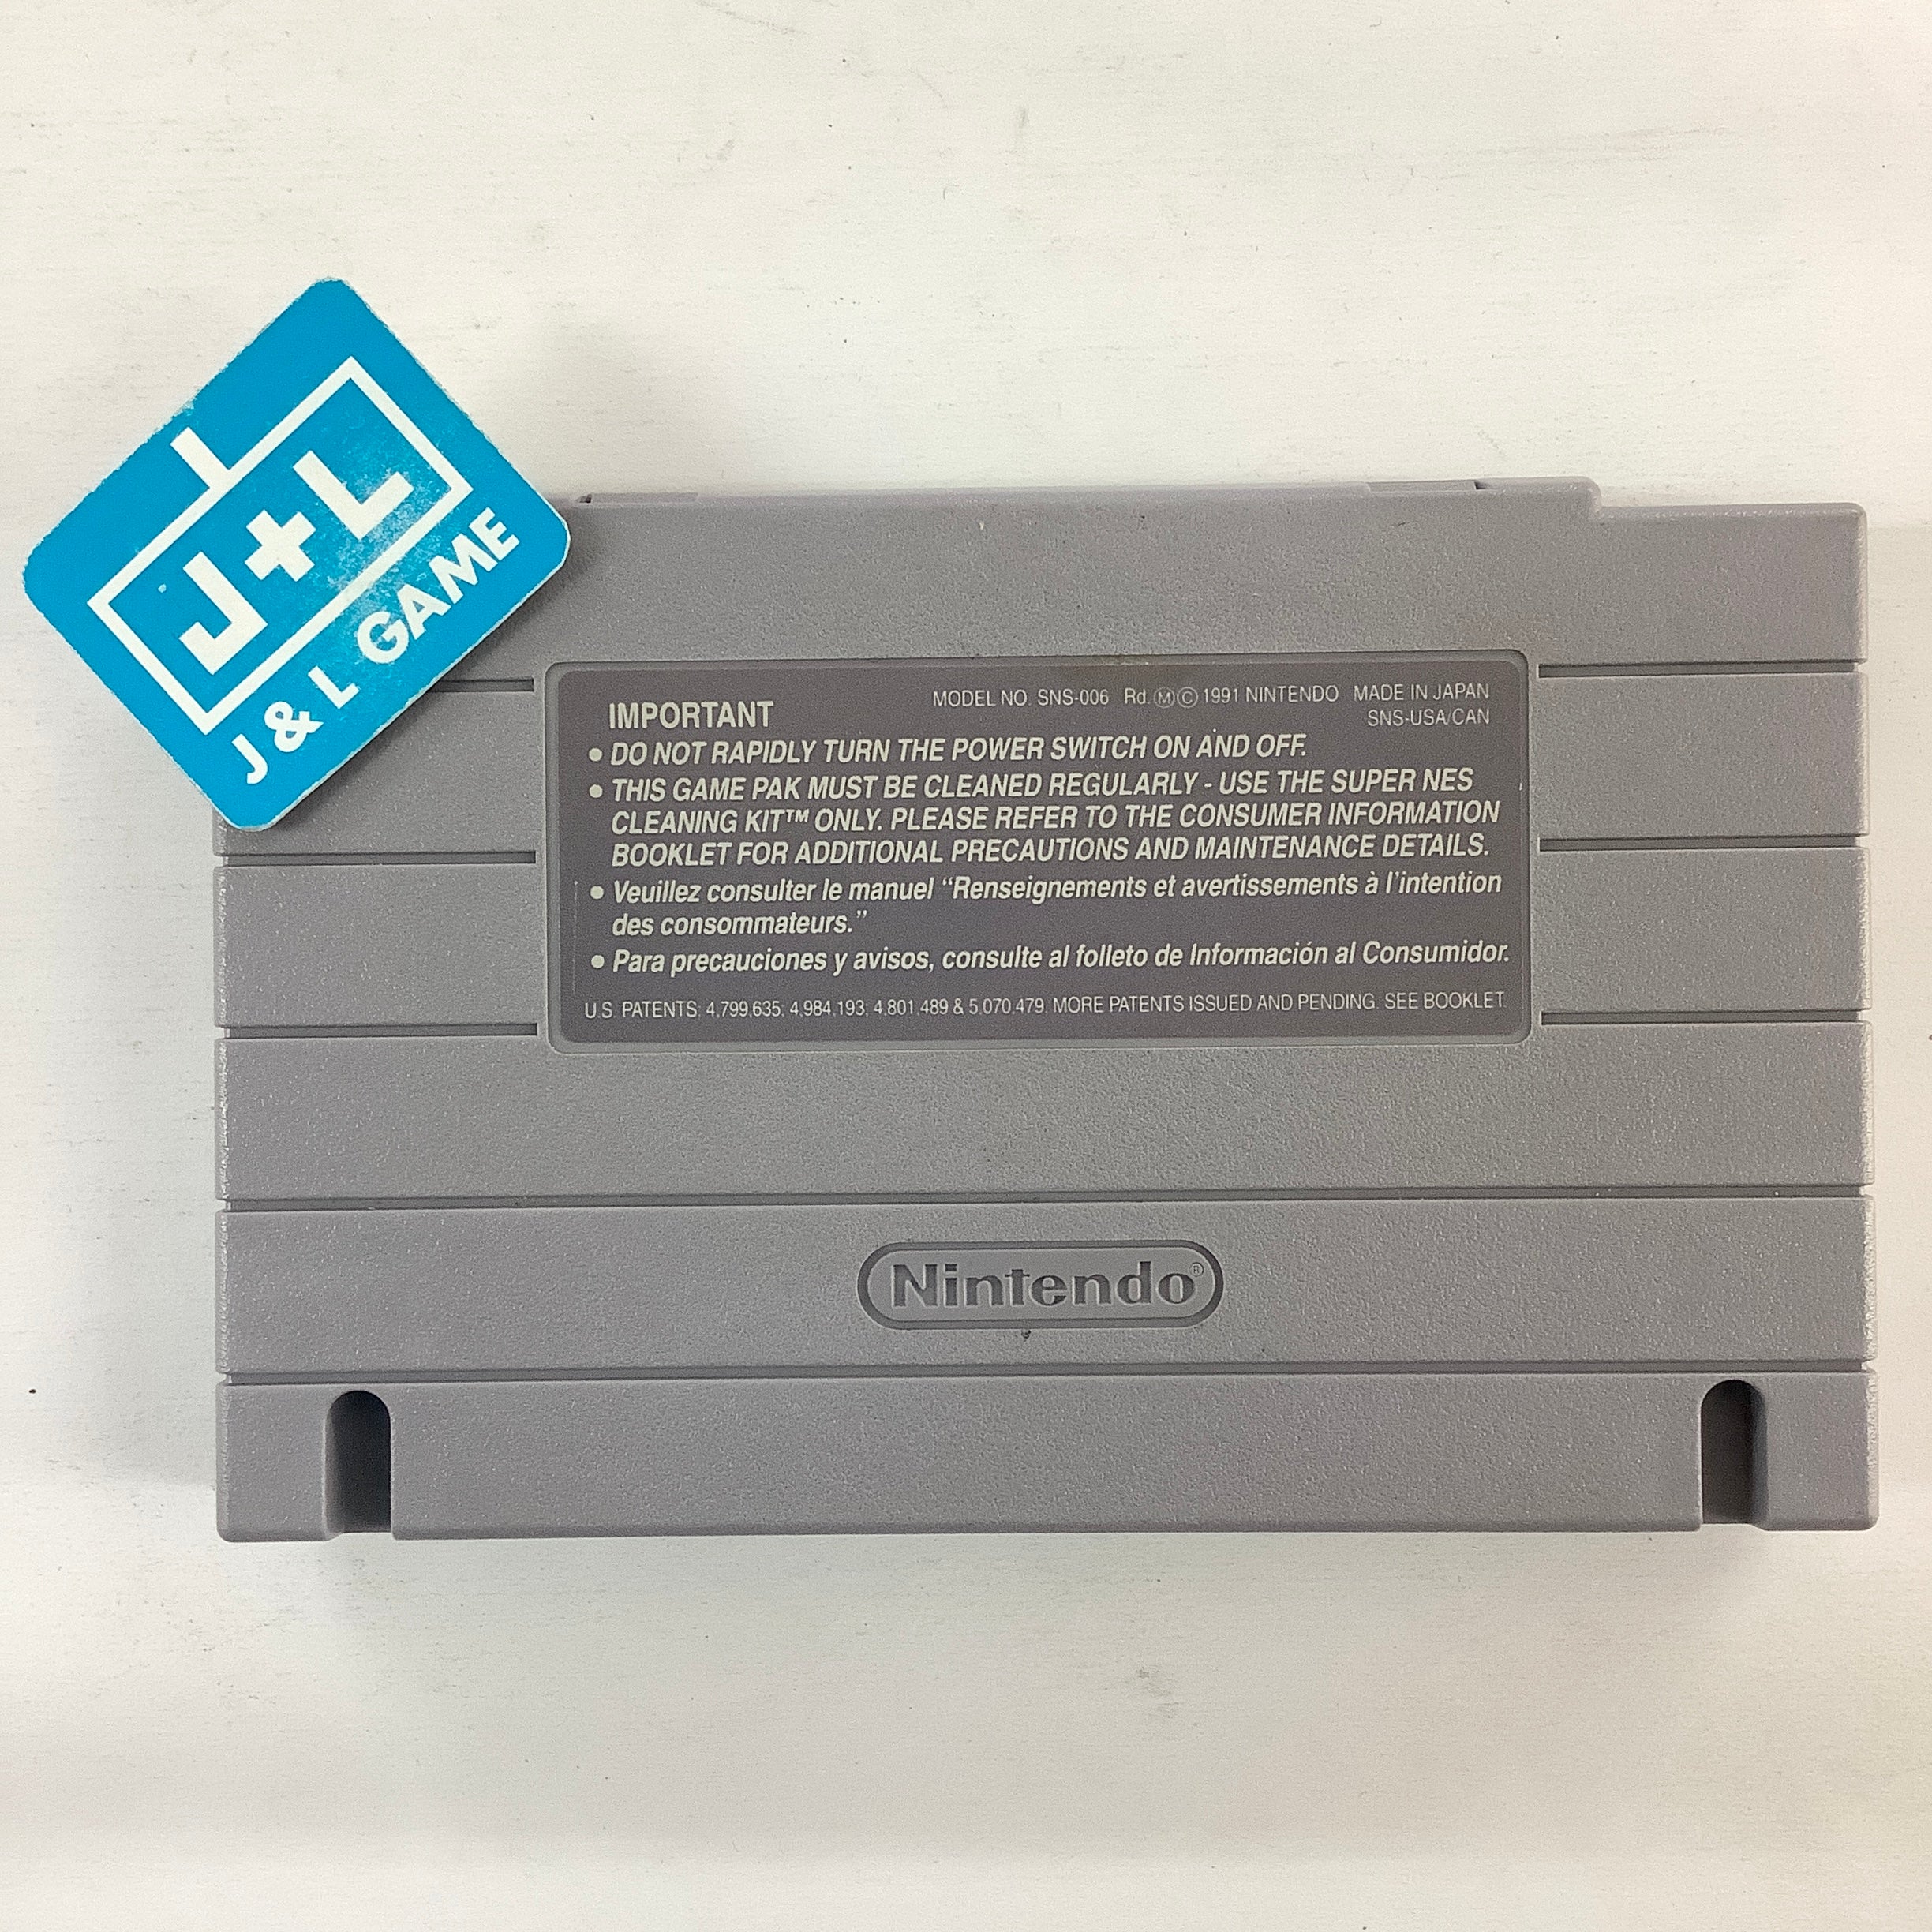 J+L
J & L GAME
IMPORTANT
MODEL NO. SNS-006 Rd.Ⓜ© 1991 NINTENDO MADE IN JAPAN
SNS-USA/CAN
• DO NOT RAPIDLY TURN THE POWER SWITCH ON AND OFF.
• THIS GAME PAK MUST BE CLEANED REGULARLY - USE THE SUPER NES
CLEANING KIT™ ONLY. PLEASE REFER TO THE CONSUMER INFORMATION
BOOKLET FOR ADDITIONAL PRECAUTIONS AND MAINTENANCE DETAILS.
• Veuillez consulter le manuel “Renseignements et avertissements à l'intention
des consommateurs.”
• Para precauciones y avisos, consulte al folleto de Información al Consumidor.
U.S. PATENTS: 4,799,635; 4,984,193; 4,801,489 & 5,070,479. MORE PATENTS ISSUED AND PENDING. SEE BOOKLET.
Nintendo®